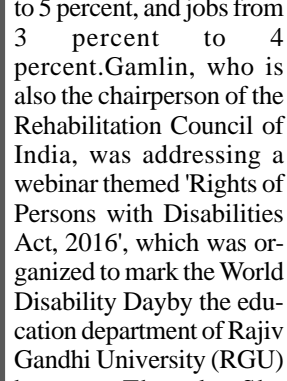 to 5 percent, and jobs from
3 percent to 4
percent.Gamlin, who is
also the chairperson of the
Rehabilitation Council of
India, was addressing a
webinar themed 'Rights of
Persons with Disabilities
Act, 2016', which was or-
ganized to mark the World
Disability Dayby the edu-
cation department of Rajiv
Gandhi University (RGU)